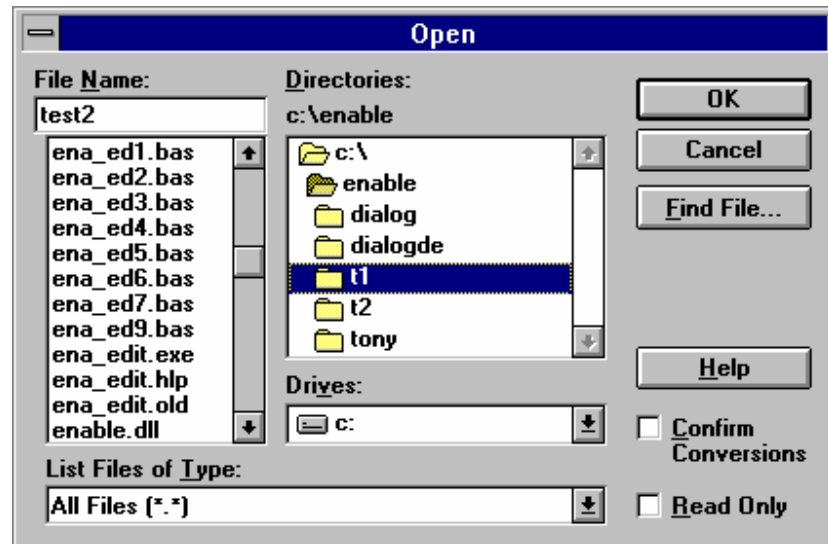 Open
File Name:
test2
ena_ed1.bas
ena_ed2.bas
ena_ed3.bas
ena_ed4.bas
ena_ed5.bas
ena_ed6.bas
ena_ed7.bas
ena_ed9.bas
ena_edit.exe
ena_edit.hlp
ena_edit.old
enable.dll
List Files of Type:
All Files (*.*)
Directories:
c:\enable
c:\
enable
dialog
dialogde
t1
t2
tony
Drives:
c:
OK
Cancel
Find File...
Help
Confirm
Conversions
Read Only